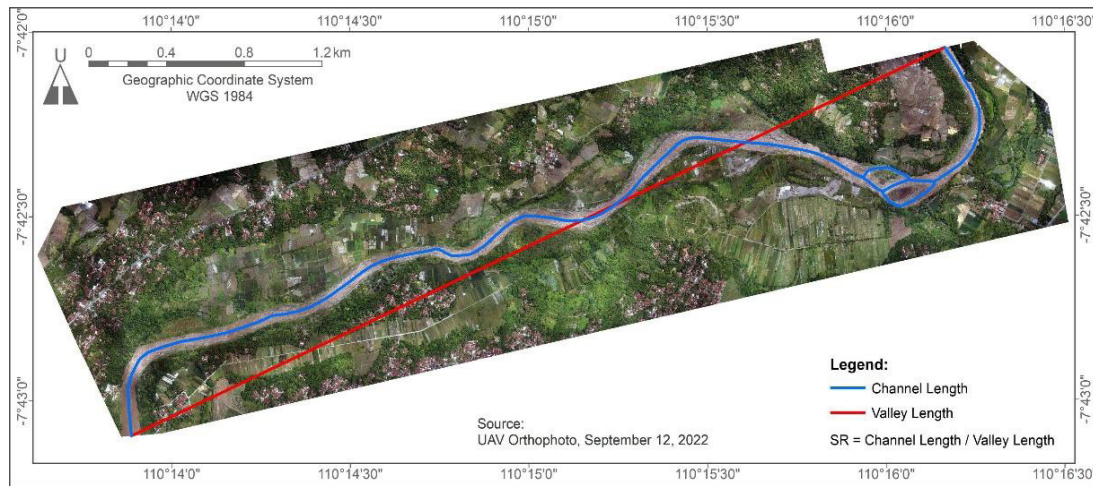 110°14'0" 110°14'30" 110°15'0" 110°15'30" 110°16'0" 110°16'30"
-7°42'0"
-7°42'30"
-7°43'0"
U
0 0.4 0.8 1.2 km
Geographic Coordinate System
WGS 1984
-7°42'0"
-7°42'30"
-7°43'0"
Legend:
Channel Length
Valley Length
SR = Channel Length / Valley Length
Source:
UAV Orthophoto, September 12, 2022
110°14'0" 110°14'30" 110°15'0" 110°15'30" 110°16'0" 110°16'30"